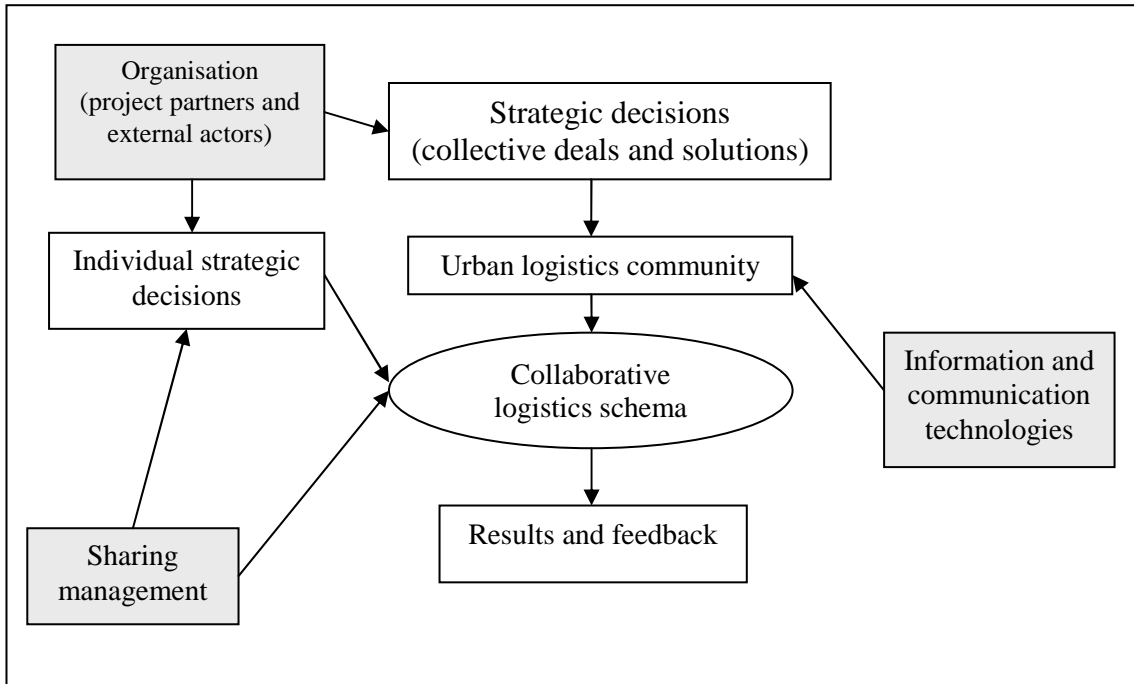 Organisation
(project partners and
external actors)
Strategic decisions
(collective deals and solutions)
Individual strategic
decisions
Urban logistics community
Collaborative
logistics schema
Information and
communication
technologies
Results and feedback
Sharing
management